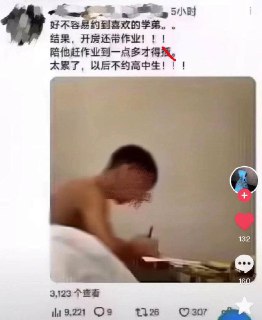 5小时
好不容易约到喜欢的学弟。。
结果，开房还带作业！！！
陪他赶作业到一点多才得搞。
太累了，以后不约高中生！！！
132
160
3,123 个查看
9,221
9
26
307